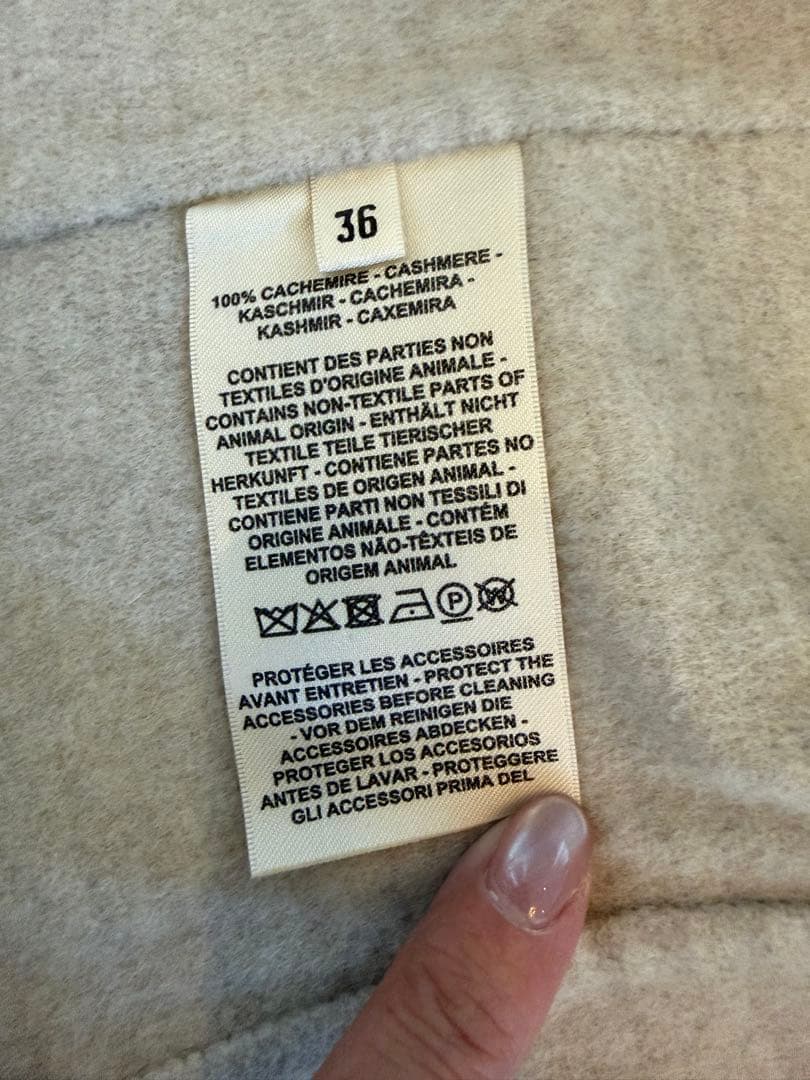 36
100% CACHEMIRE - CASHMERE -
KASCHMIR - CACHEMIRA -
KASHMIR - CAXEMIRA
CONTIENT DES PARTIES NON
TEXTILES D'ORIGINE ANIMALE -
CONTAINS NON-TEXTILE PARTS OF
ANIMAL ORIGIN - ENTHÄLT NICHT
TEXTILE TEILE TIERISCHER
HERKUNFT - CONTIENE PARTES NO
TEXTILES DE ORIGEN ANIMAL -
CONTIENE PARTI NON TESSILI DI
ORIGINE ANIMALE - CONTÉM
ELEMENTOS NÃO-TÊXTEIS DE
ORIGEM ANIMAL
P W
PROTÉGER LES ACCESSOIRES
AVANT ENTRETIEN - PROTECT THE
ACCESSORIES BEFORE CLEANING
- VOR DEM REINIGEN DIE
ACCESSOIRES ABDECKEN -
PROTEGER LOS ACCESORIOS
ANTES DE LAVAR - PROTEGGERE
GLI ACCESSORI PRIMA DEL